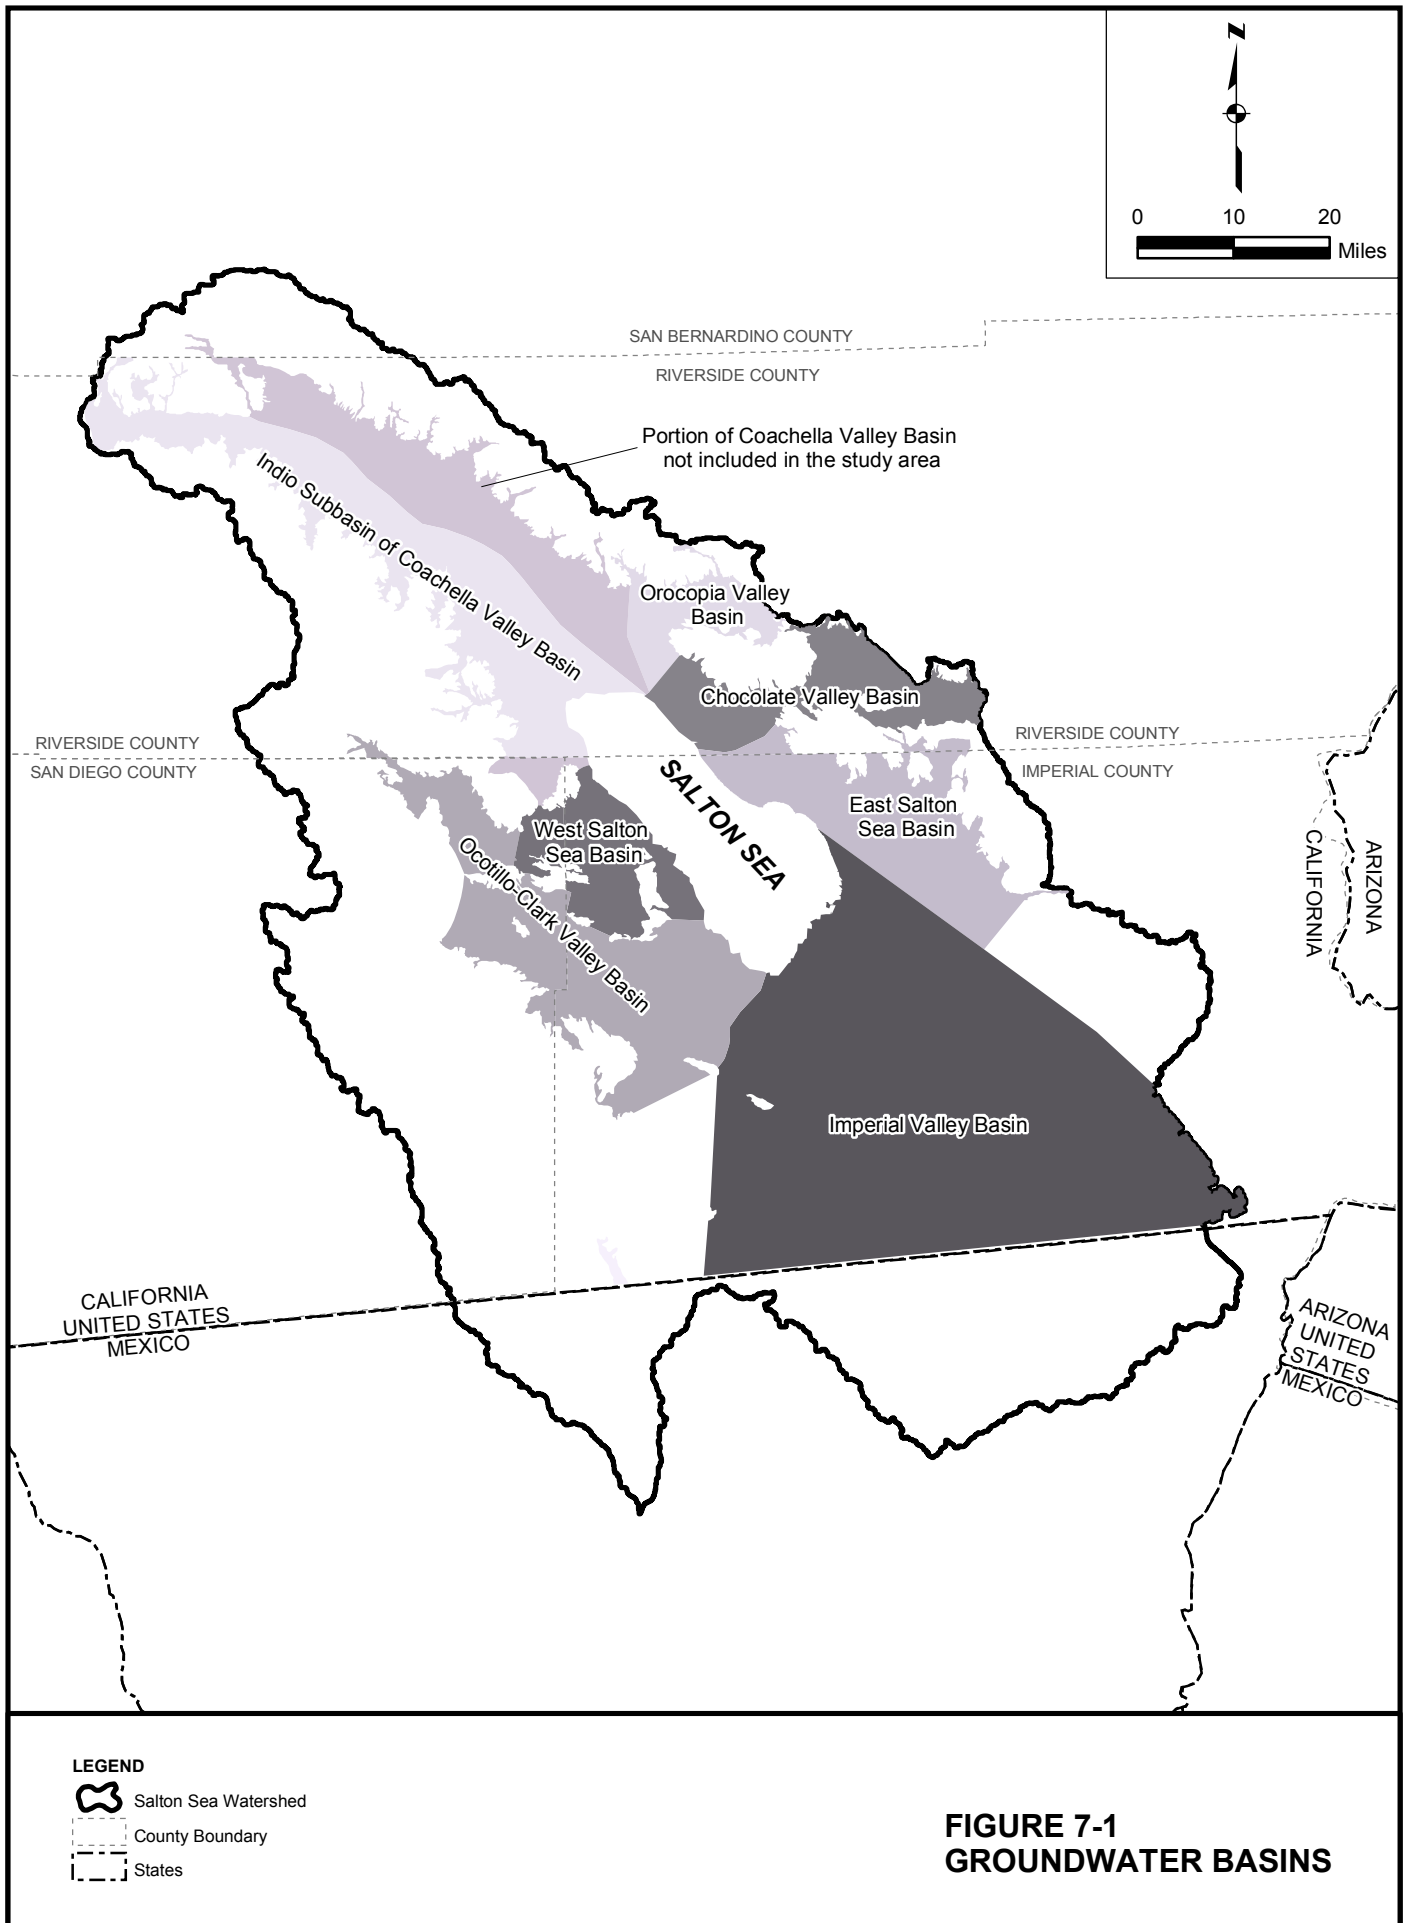 N
0 10 20
Miles
SAN BERNARDINO COUNTY
RIVERSIDE COUNTY
Portion of Coachella Valley Basin
not included in the study area
Indio Subbasin of Coachella Valley Basin
Orocopia Valley
Basin
Chocolate Valley Basin
RIVERSIDE COUNTY
SAN DIEGO COUNTY
RIVERSIDE COUNTY
IMPERIAL COUNTY
SALTON SEA
East Salton
Sea Basin
West Salton
Sea Basin
Ocotillo-Clark Valley Basin
CALIFORNIA
ARIZONA
Imperial Valley Basin
CALIFORNIA
UNITED STATES
MEXICO
ARIZONA
UNITED
STATES
MEXICO
LEGEND
Salton Sea Watershed
County Boundary
States
FIGURE 7-1
GROUNDWATER BASINS